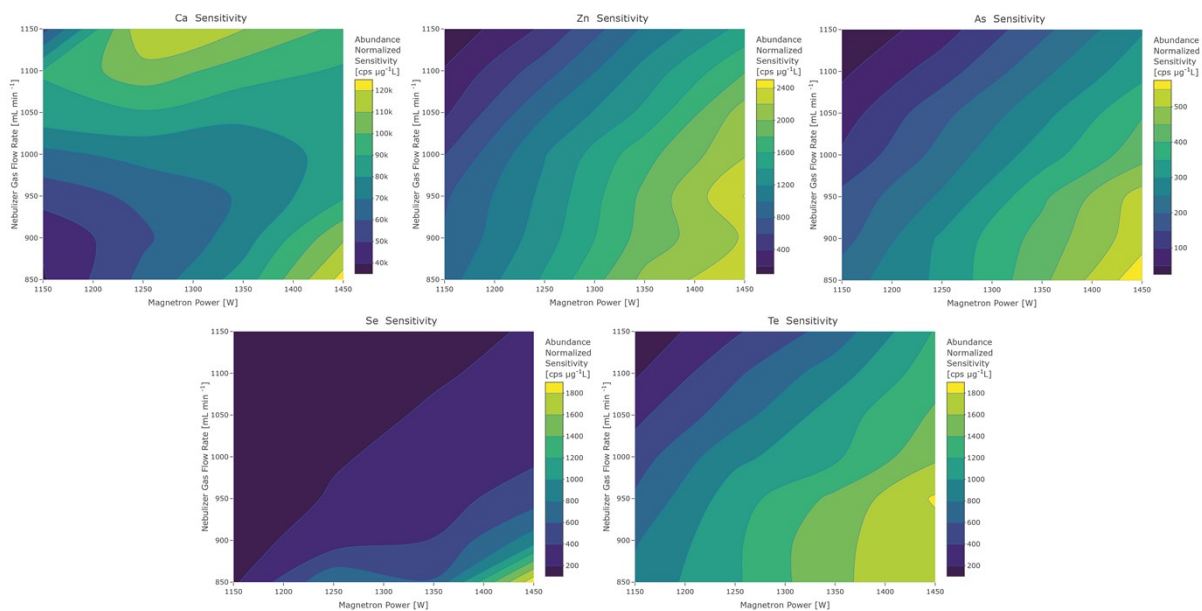 Ca Sensitivity
Nebulizer Gas Flow Rate [mL min ⁻¹]
1150
1100
1050
1000
950
900
850
1150 1200 1250 1300 1350 1400 1450
Magnetron Power [W]
Abundance
Normalized
Sensitivity
[cps µg⁻¹L]
120k
110k
100k
90k
80k
70k
60k
50k
40k
Zn Sensitivity
Nebulizer Gas Flow Rate [mL min ⁻¹]
1150
1100
1050
1000
950
900
850
1150 1200 1250 1300 1350 1400 1450
Magnetron Power [W]
Abundance
Normalized
Sensitivity
[cps µg⁻¹L]
2400
2000
1600
1200
800
400
As Sensitivity
Nebulizer Gas Flow Rate [mL min ⁻¹]
1150
1100
1050
1000
950
900
850
1150 1200 1250 1300 1350 1400 1450
Magnetron Power [W]
Abundance
Normalized
Sensitivity
[cps µg⁻¹L]
500
400
300
200
100
Se Sensitivity
Nebulizer Gas Flow Rate [mL min ⁻¹]
1150
1100
1050
1000
950
900
850
1150 1200 1250 1300 1350 1400 1450
Magnetron Power [W]
Abundance
Normalized
Sensitivity
[cps µg⁻¹L]
1800
1600
1400
1200
1000
800
600
400
200
Te Sensitivity
Nebulizer Gas Flow Rate [mL min ⁻¹]
1150
1100
1050
1000
950
900
850
1150 1200 1250 1300 1350 1400 1450
Magnetron Power [W]
Abundance
Normalized
Sensitivity
[cps µg⁻¹L]
1800
1600
1400
1200
1000
800
600
400
200